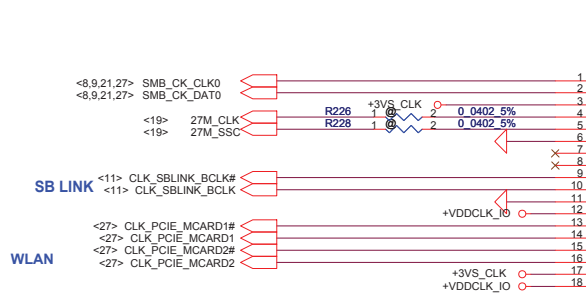 1
<8,9,21,27> SMB_CK_CLK0
2
<8,9,21,27> SMB_CK_DAT0
+3VS_CLK 3
<19> 27M_CLK R226 1 @ 2 0_0402_5% 4
<19> 27M_SSC R228 1 @ 2 0_0402_5% 5
6
7
8
<11> CLK_SBLINK_BCLK# 9
SB LINK <11> CLK_SBLINK_BCLK 10
11
+VDDCLK_IO 12
<27> CLK_PCIE_MCARD1# 13
<27> CLK_PCIE_MCARD1 14
<27> CLK_PCIE_MCARD2# 15
WLAN <27> CLK_PCIE_MCARD2 16
+3VS_CLK 17
+VDDCLK_IO 18